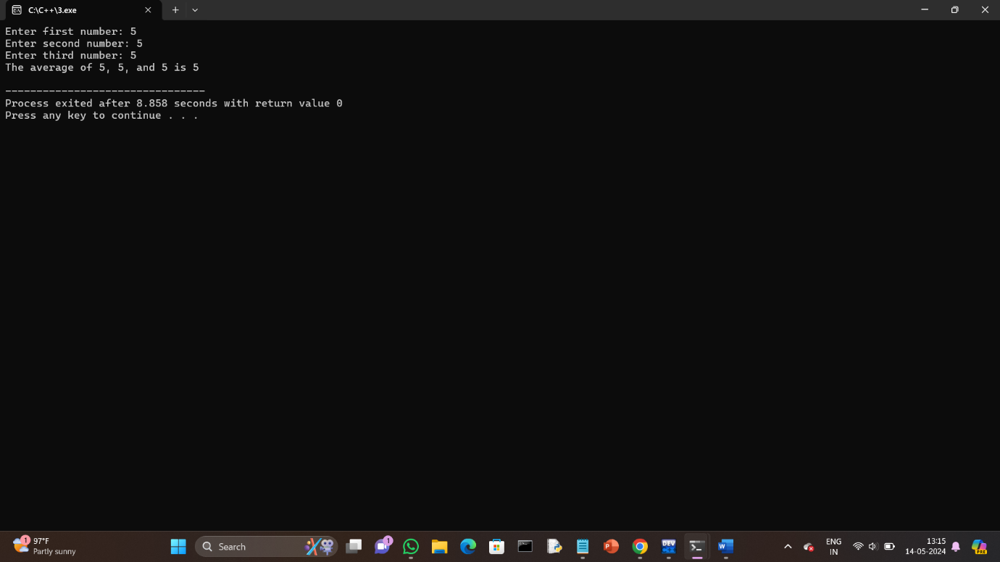 C:\C++\3.exe
Enter first number: 5
Enter second number: 5
Enter third number: 5
The average of 5, 5, and 5 is 5
--------------------------------
Process exited after 8.858 seconds with return value 0
Press any key to continue . . .
1
97°F
Partly sunny
Search
1
DEV
ENG
IN
13:15
14-05-2024
PRE